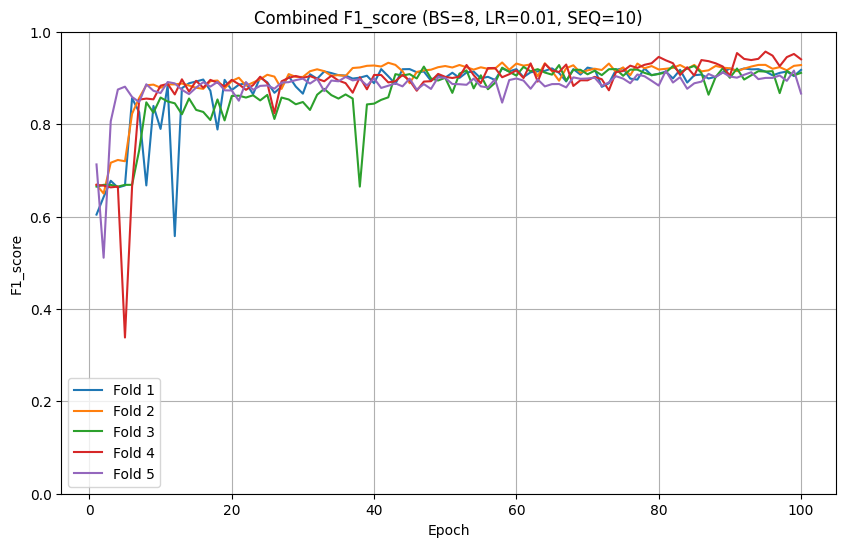 Combined F1_score (BS=8, LR=0.01, SEQ=10)
1.0
0.8
0.6
0.4
0.2
0.0
F1_score
Fold 1
Fold 2
Fold 3
Fold 4
Fold 5
0 20 40 60 80 100
Epoch